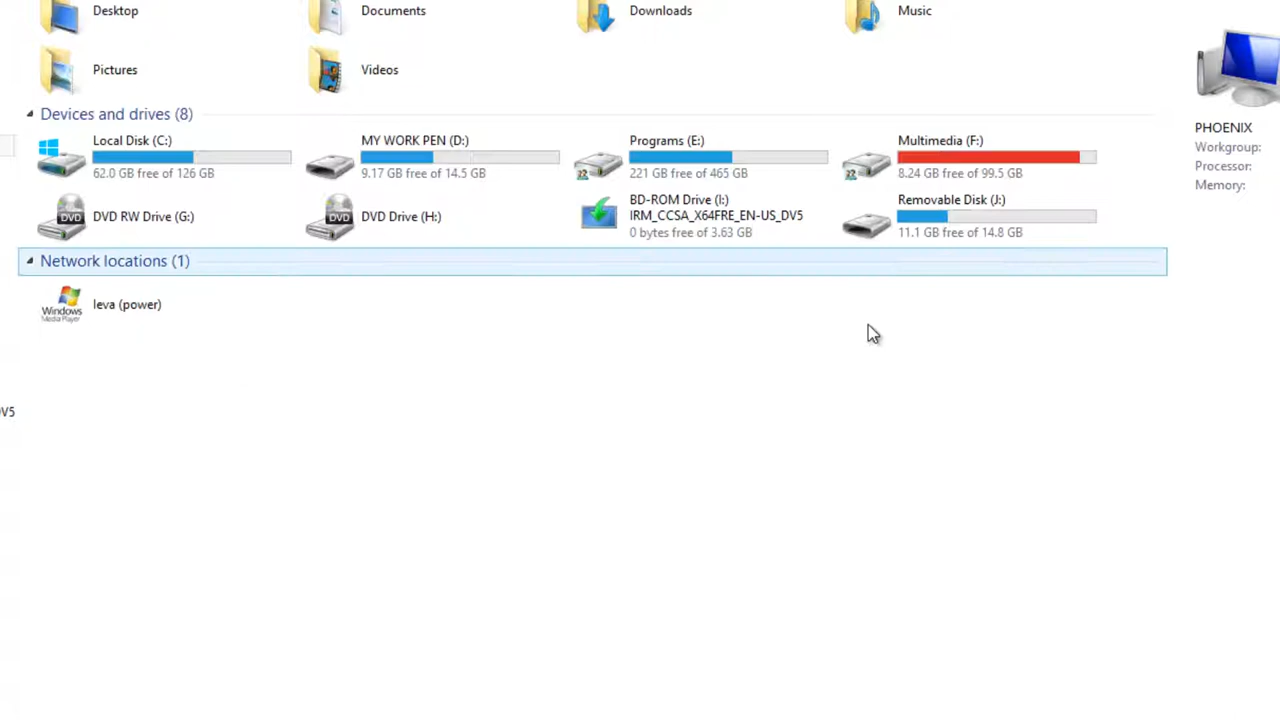 Desktop
Documents
Downloads
Music
Pictures
Videos
Devices and drives (8)
Local Disk (C:)
62.0 GB free of 126 GB
MY WORK PEN (D:)
9.17 GB free of 14.5 GB
Programs (E:)
221 GB free of 465 GB
Multimedia (F:)
8.24 GB free of 99.5 GB
PHOENIX
Workgroup:
Processor:
Memory:
DVD
DVD RW Drive (G:)
DVD
DVD Drive (H:)
BD-ROM Drive (I:)
IRM_CCSA_X64FRE_EN-US_DV5
0 bytes free of 3.63 GB
Removable Disk (J:)
11.1 GB free of 14.8 GB
Network locations (1)
Windows
Media Player
leva (power)
DV5